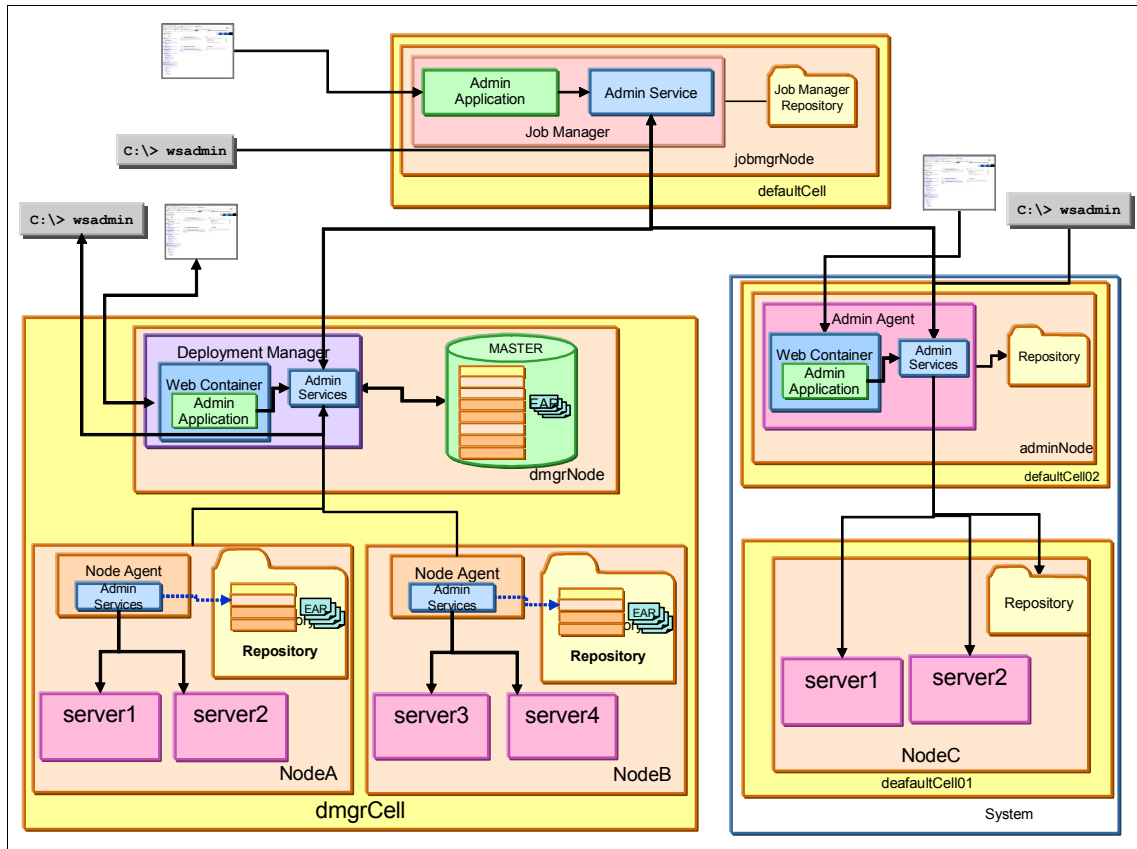 Admin
Application
Admin Service
Job Manager
Repository
Job Manager
jobmgrNode
defaultCell
C:\> wsadmin
C:\> wsadmin
C:\> wsadmin
Deployment Manager
Web Container
Admin
Application
Admin
Services
MASTER
EAR
dmgrNode
Node Agent
Admin
Services
EAR
ory
Repository
server1
server2
NodeA
Node Agent
Admin
Services
EAR
ory
Repository
server3
server4
NodeB
dmgrCell
Admin Agent
Web Container
Admin
Application
Admin
Services
Repository
adminNode
defaultCell02
Repository
server1
server2
NodeC
deafaultCell01
System